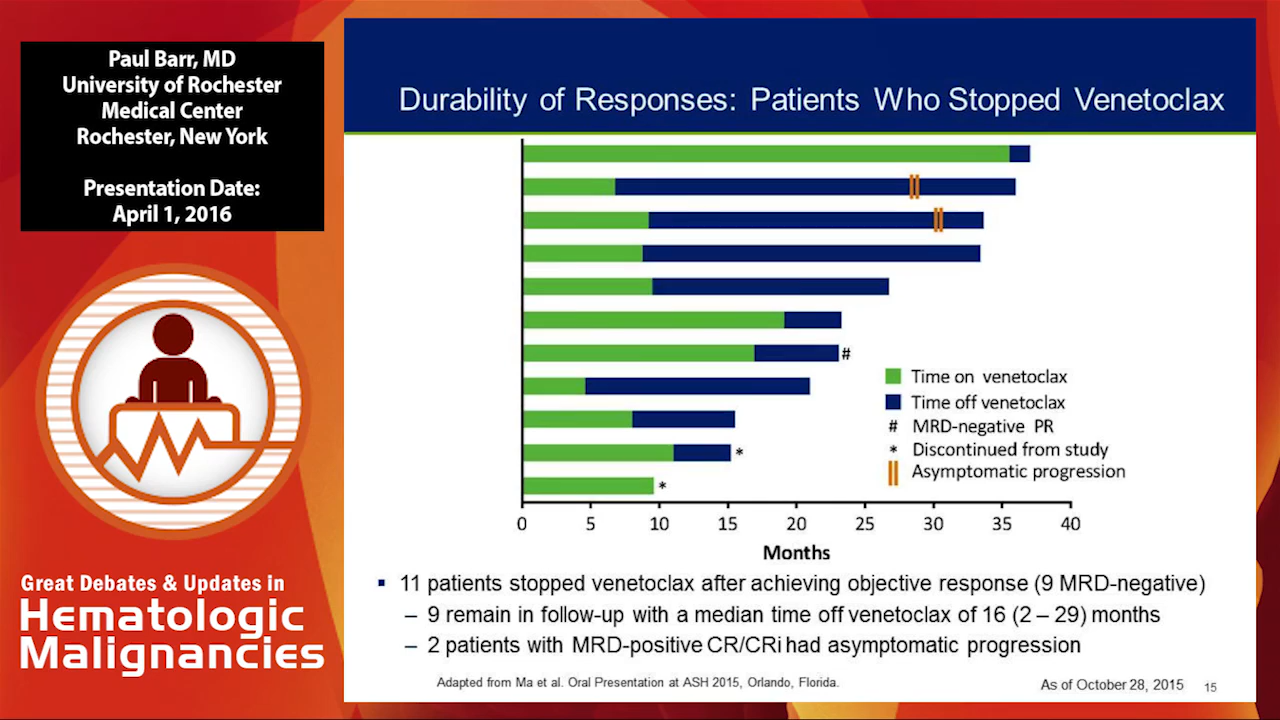 Paul Barr, MD
University of Rochester
Medical Center
Rochester, New York
Presentation Date:
April 1, 2016
Great Debates & Updates in
Hematologic
Malignancies
Durability of Responses: Patients Who Stopped Venetoclax
#
*
*
Time on venetoclax
Time off venetoclax
# MRD-negative PR
* Discontinued from study
Asymptomatic progression
0 5 10 15 20 25 30 35 40
Months
▪ 11 patients stopped venetoclax after achieving objective response (9 MRD-negative)
– 9 remain in follow-up with a median time off venetoclax of 16 (2 – 29) months
– 2 patients with MRD-positive CR/CRi had asymptomatic progression
Adapted from Ma et al. Oral Presentation at ASH 2015, Orlando, Florida.
As of October 28, 2015 15